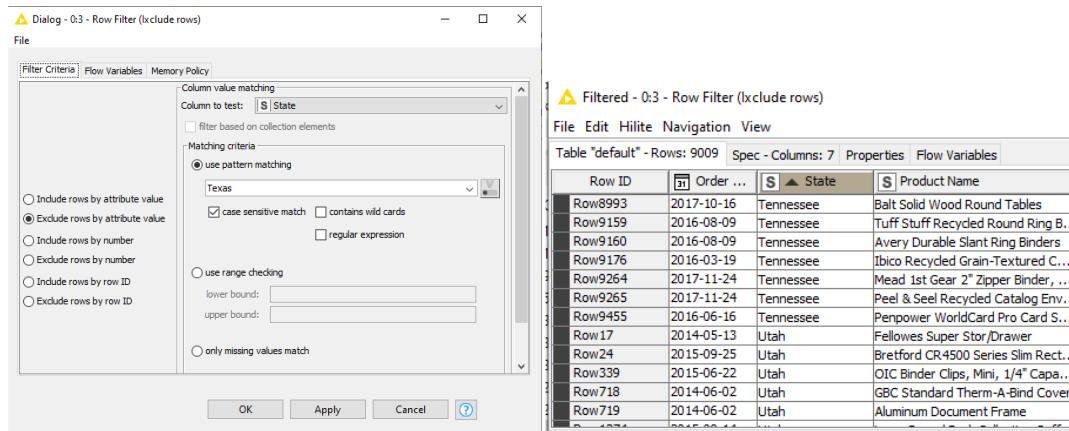 Dialog - 0:3 - Row Filter (Ixclude rows)
File
Filter Criteria Flow Variables Memory Policy
Include rows by attribute value
Exclude rows by attribute value
Include rows by number
Exclude rows by number
Include rows by row ID
Exclude rows by row ID
Column value matching
Column to test: S State
filter based on collection elements
Matching criteria
use pattern matching
Texas
case sensitive match contains wild cards
regular expression
use range checking
lower bound:
upper bound:
only missing values match
OK Apply Cancel ?
Filtered - 0:3 - Row Filter (Ixclude rows)
File Edit Hilite Navigation View
Table "default" - Rows: 9009 Spec - Columns: 7 Properties Flow Variables
Row ID 31 Order ... S State S Product Name
Row8993 2017-10-16 Tennessee Balt Solid Wood Round Tables
Row9159 2016-08-09 Tennessee Tuff Stuff Recycled Round Ring B...
Row9160 2016-08-09 Tennessee Avery Durable Slant Ring Binders
Row9176 2016-03-19 Tennessee Ibico Recycled Grain-Textured C...
Row9264 2017-11-24 Tennessee Mead 1st Gear 2" Zipper Binder, ...
Row9265 2017-11-24 Tennessee Peel & Seel Recycled Catalog Env...
Row9455 2016-06-16 Tennessee Penpower WorldCard Pro Card S...
Row17 2014-05-13 Utah Fellowes Super Stor/Drawer
Row24 2015-09-25 Utah Bretford CR4500 Series Slim Rect...
Row339 2015-06-22 Utah OIC Binder Clips, Mini, 1/4" Capa...
Row718 2014-06-02 Utah GBC Standard Therm-A-Bind Cover
Row719 2014-06-02 Utah Aluminum Document Frame